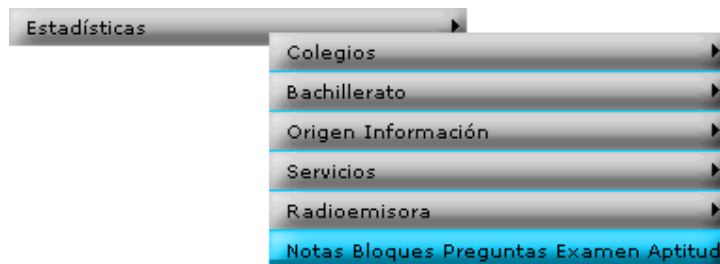 Estadísticas
Colegios
Bachillerato
Origen Información
Servicios
Radioemisora
Notas Bloques Preguntas Examen Aptitud